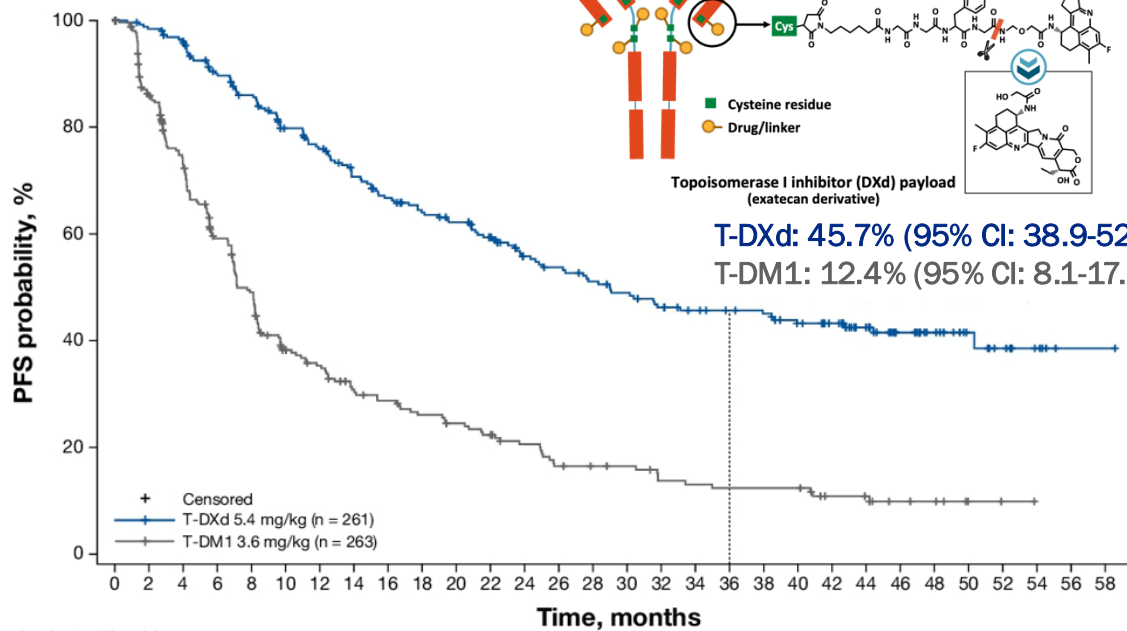 Cys
Cysteine residue
Drug/linker
Topoisomerase I inhibitor (DXd) payload
(exatecan derivative)
T-DXd: 45.7% (95% CI: 38.9-52
T-DM1: 12.4% (95% CI: 8.1-17.
PFS probability, %
100
80
60
40
20
0
Censored
T-DXd 5.4 mg/kg (n = 261)
T-DM1 3.6 mg/kg (n = 263)
0 2 4 6 8 10 12 14 16 18 20 22 24 26 28 30 32 34 36 38 40 42 44 46 48 50 52 54 56 58
Time, months